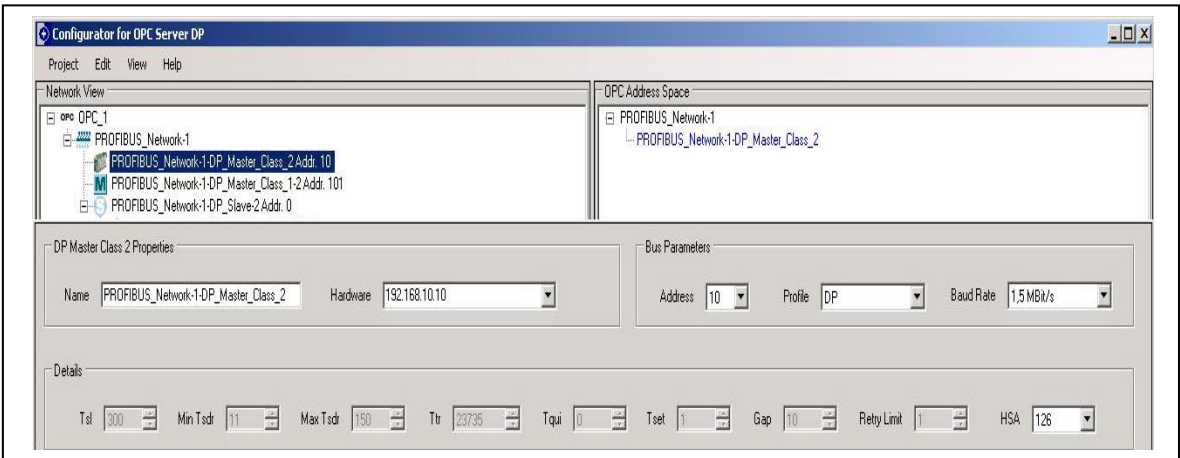 Configurator for OPC Server DP
Project Edit View Help
Network View
OPC OPC_1
PROFIBUS_Network-1
PROFIBUS_Network-1-DP_Master_Class_2 Addr. 10
M PROFIBUS_Network-1-DP_Master_Class_1-2 Addr. 101
S PROFIBUS_Network-1-DP_Slave-2 Addr. 0
OPC Address Space
PROFIBUS_Network-1
PROFIBUS_Network-1-DP_Master_Class_2
DP Master Class 2 Properties
Name PROFIBUS_Network-1-DP_Master_Class_2 Hardware 192.168.10.10
Bus Parameters
Address 10 Profile DP Baud Rate 1,5 MBit/s
Details
Tsl 300 Min Tsdr 11 Max Tsdr 150 Ttr 23735 Tqui 0 Tset 1 Gap 10 Retry Limit 1 HSA 126